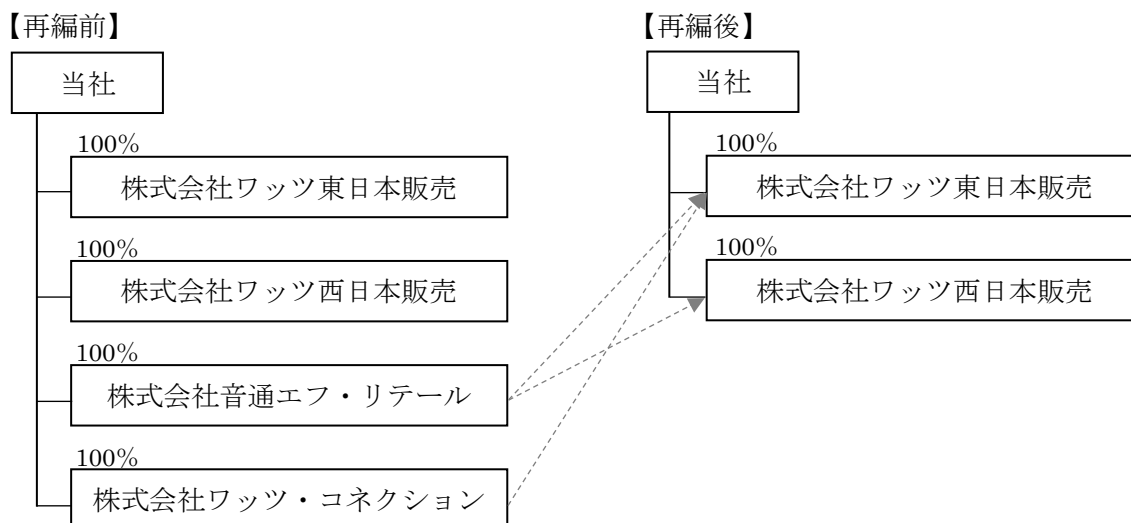 【再編前】
当社
100%
株式会社ワッツ東日本販売
100%
株式会社ワッツ西日本販売
100%
株式会社音通エフ・リテール
100%
株式会社ワッツ・コネクション
【再編後】
当社
100%
株式会社ワッツ東日本販売
100%
株式会社ワッツ西日本販売